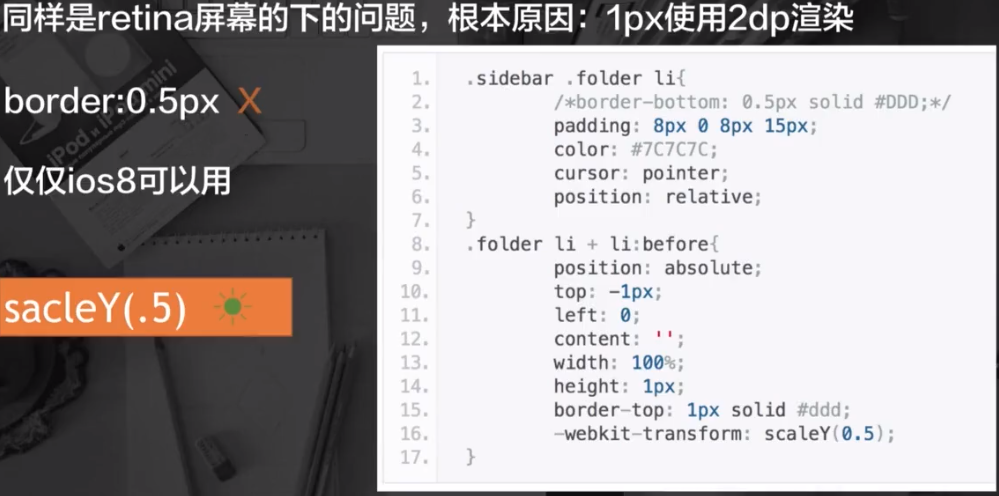 同样是retina屏幕的下的问题，根本原因：1px使用2dp渲染
border:0.5px X
仅仅ios8可以用
sacleY(.5)
1. .sidebar .folder li{
2. /*border-bottom: 0.5px solid #DDD;*/
3. padding: 8px 0 8px 15px;
4. color: #7C7C7C;
5. cursor: pointer;
6. position: relative;
7. }
8. .folder li + li:before{
9. position: absolute;
10. top: -1px;
11. left: 0;
12. content: '';
13. width: 100%;
14. height: 1px;
15. border-top: 1px solid #ddd;
16. -webkit-transform: scaleY(0.5);
17. }
iPod и iPod mini